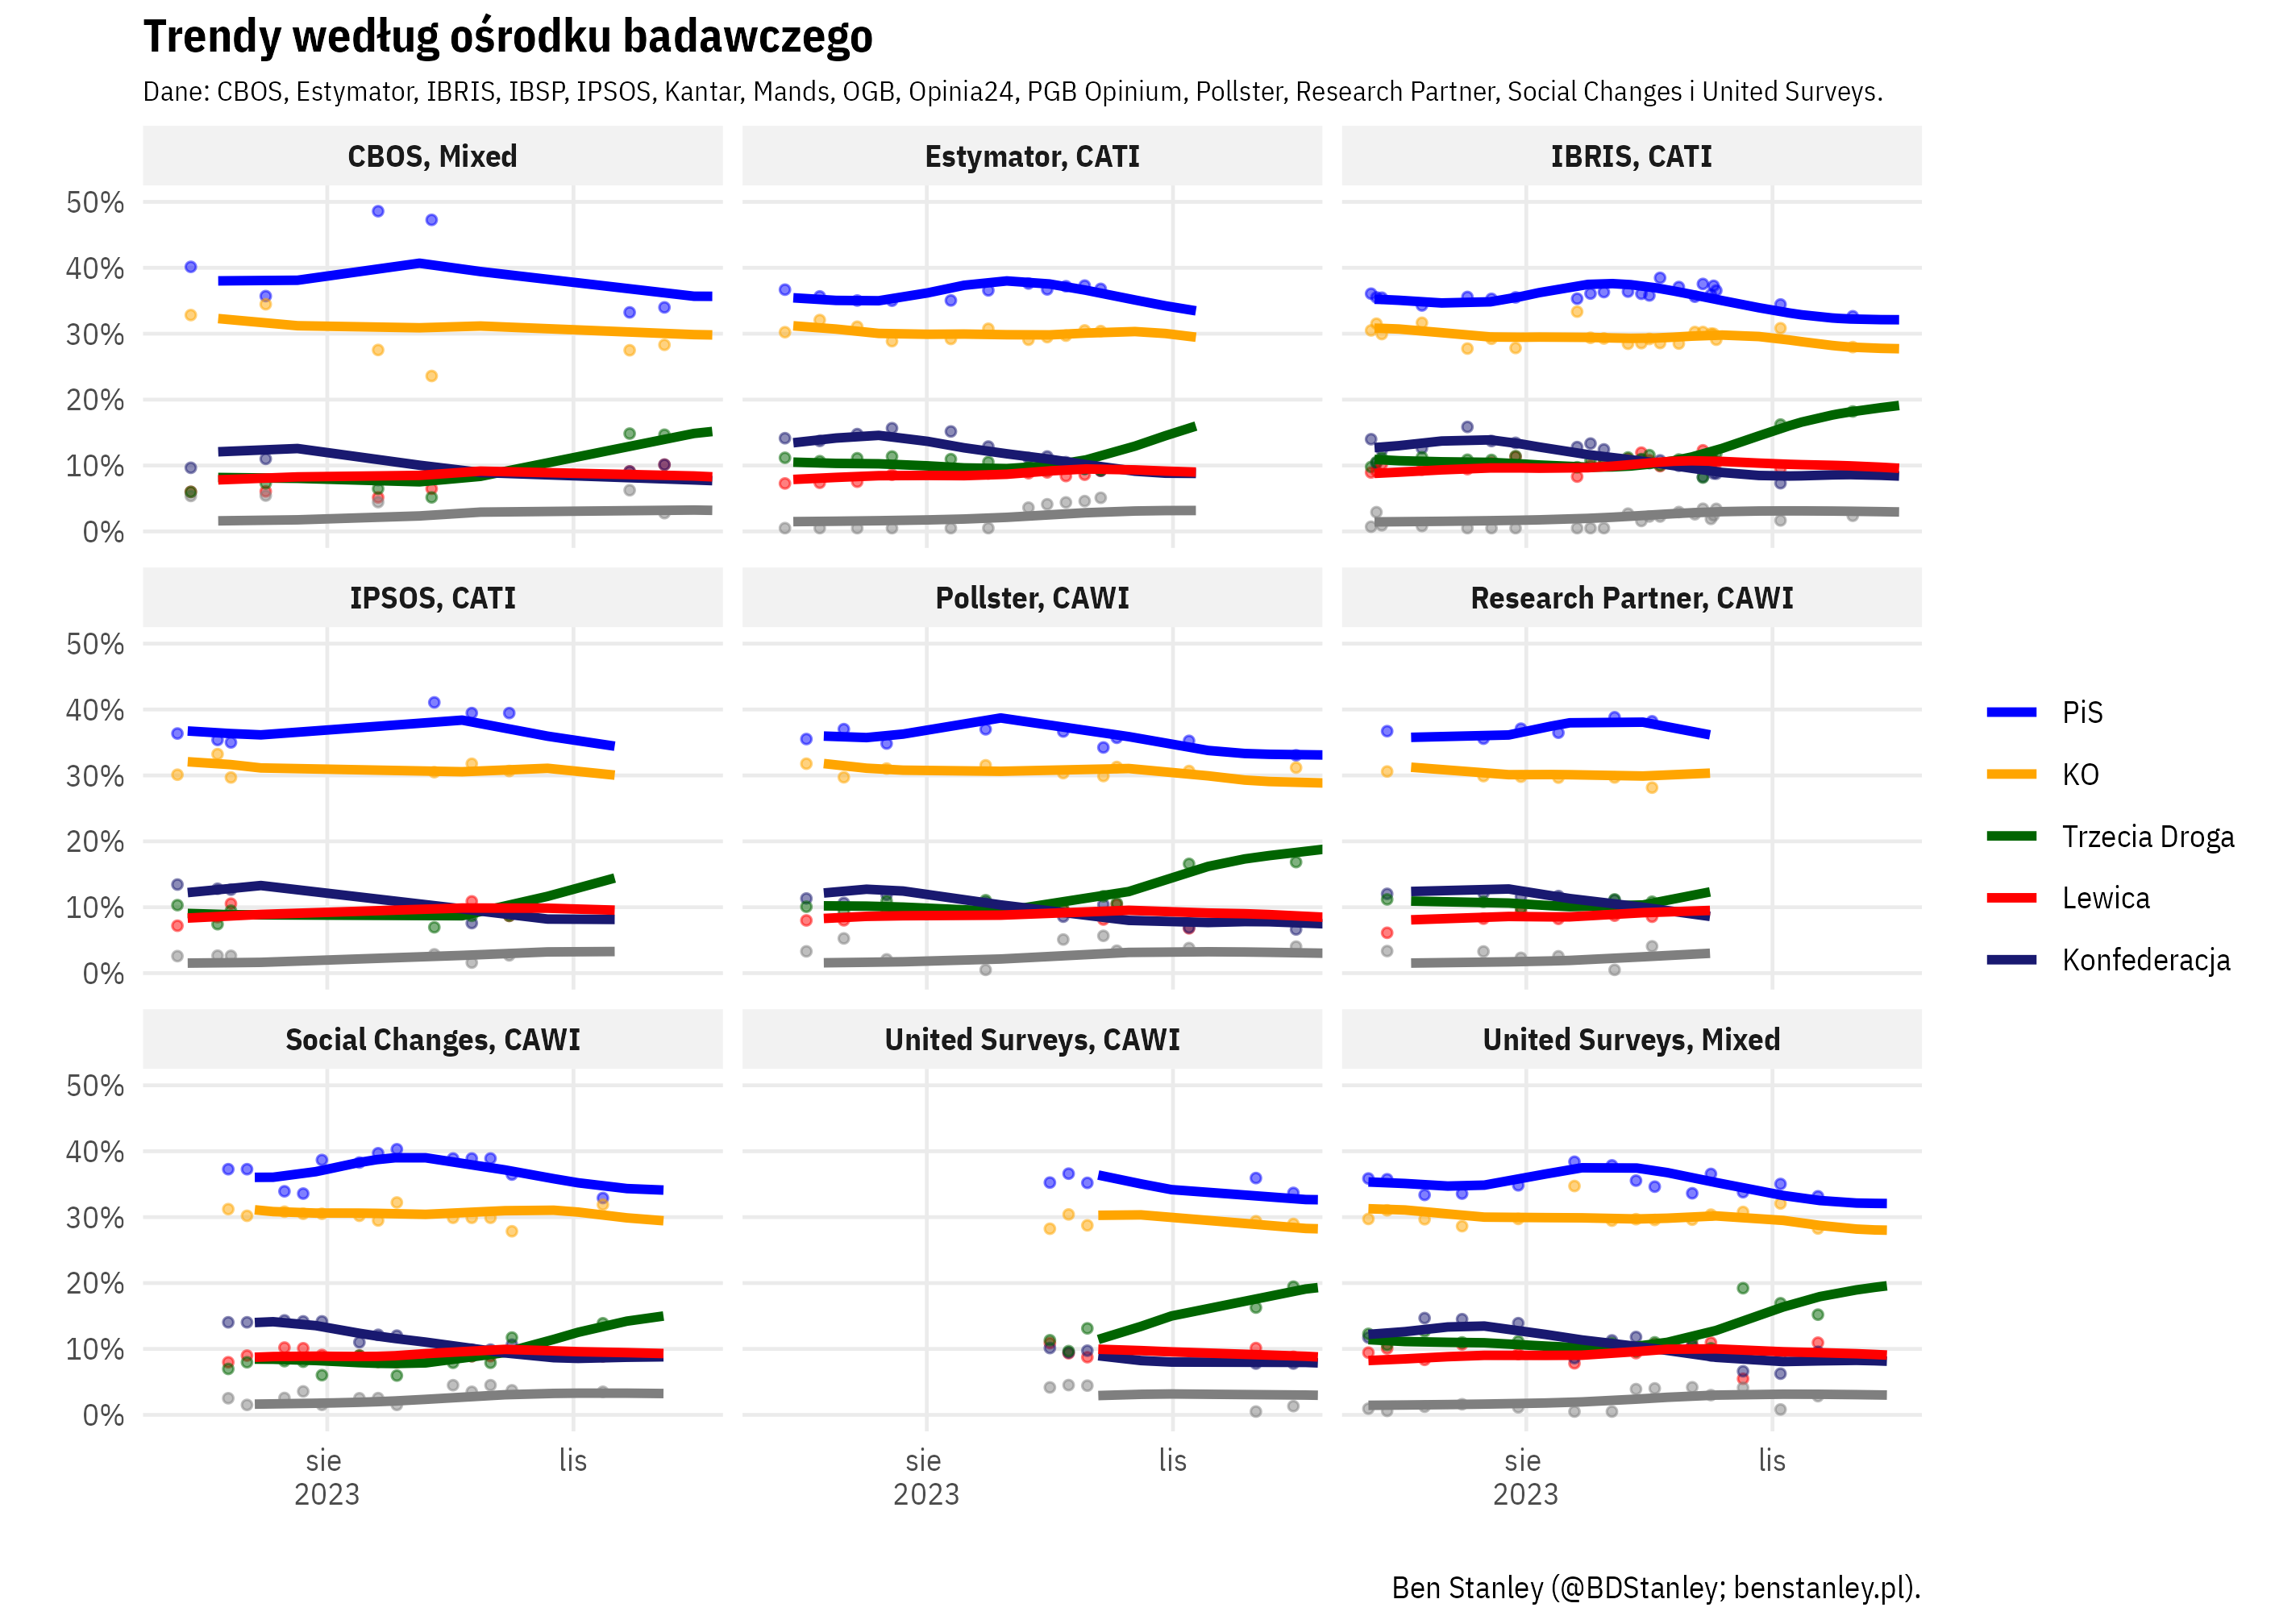 Trendy według ośrodku badawczego
Dane: CBOS, Estymator, IBRIS, IBSP, IPSOS, Kantar, Mands, OGB, Opinia24, PGB Opinium, Pollster, Research Partner, Social Changes i United Surveys.
CBOS, Mixed
Estymator, CATI
IBRIS, CATI
50%
40%
30%
20%
10%
0%
IPSOS, CATI
Pollster, CAWI
Research Partner, CAWI
50%
40%
30%
20%
10%
0%
PiS
KO
Trzecia Droga
Lewica
Konfederacja
Social Changes, CAWI
United Surveys, CAWI
United Surveys, Mixed
50%
40%
30%
20%
10%
0%
sie
2023
lis
sie
2023
lis
sie
2023
lis
Ben Stanley (@BDStanley; benstanley.pl).